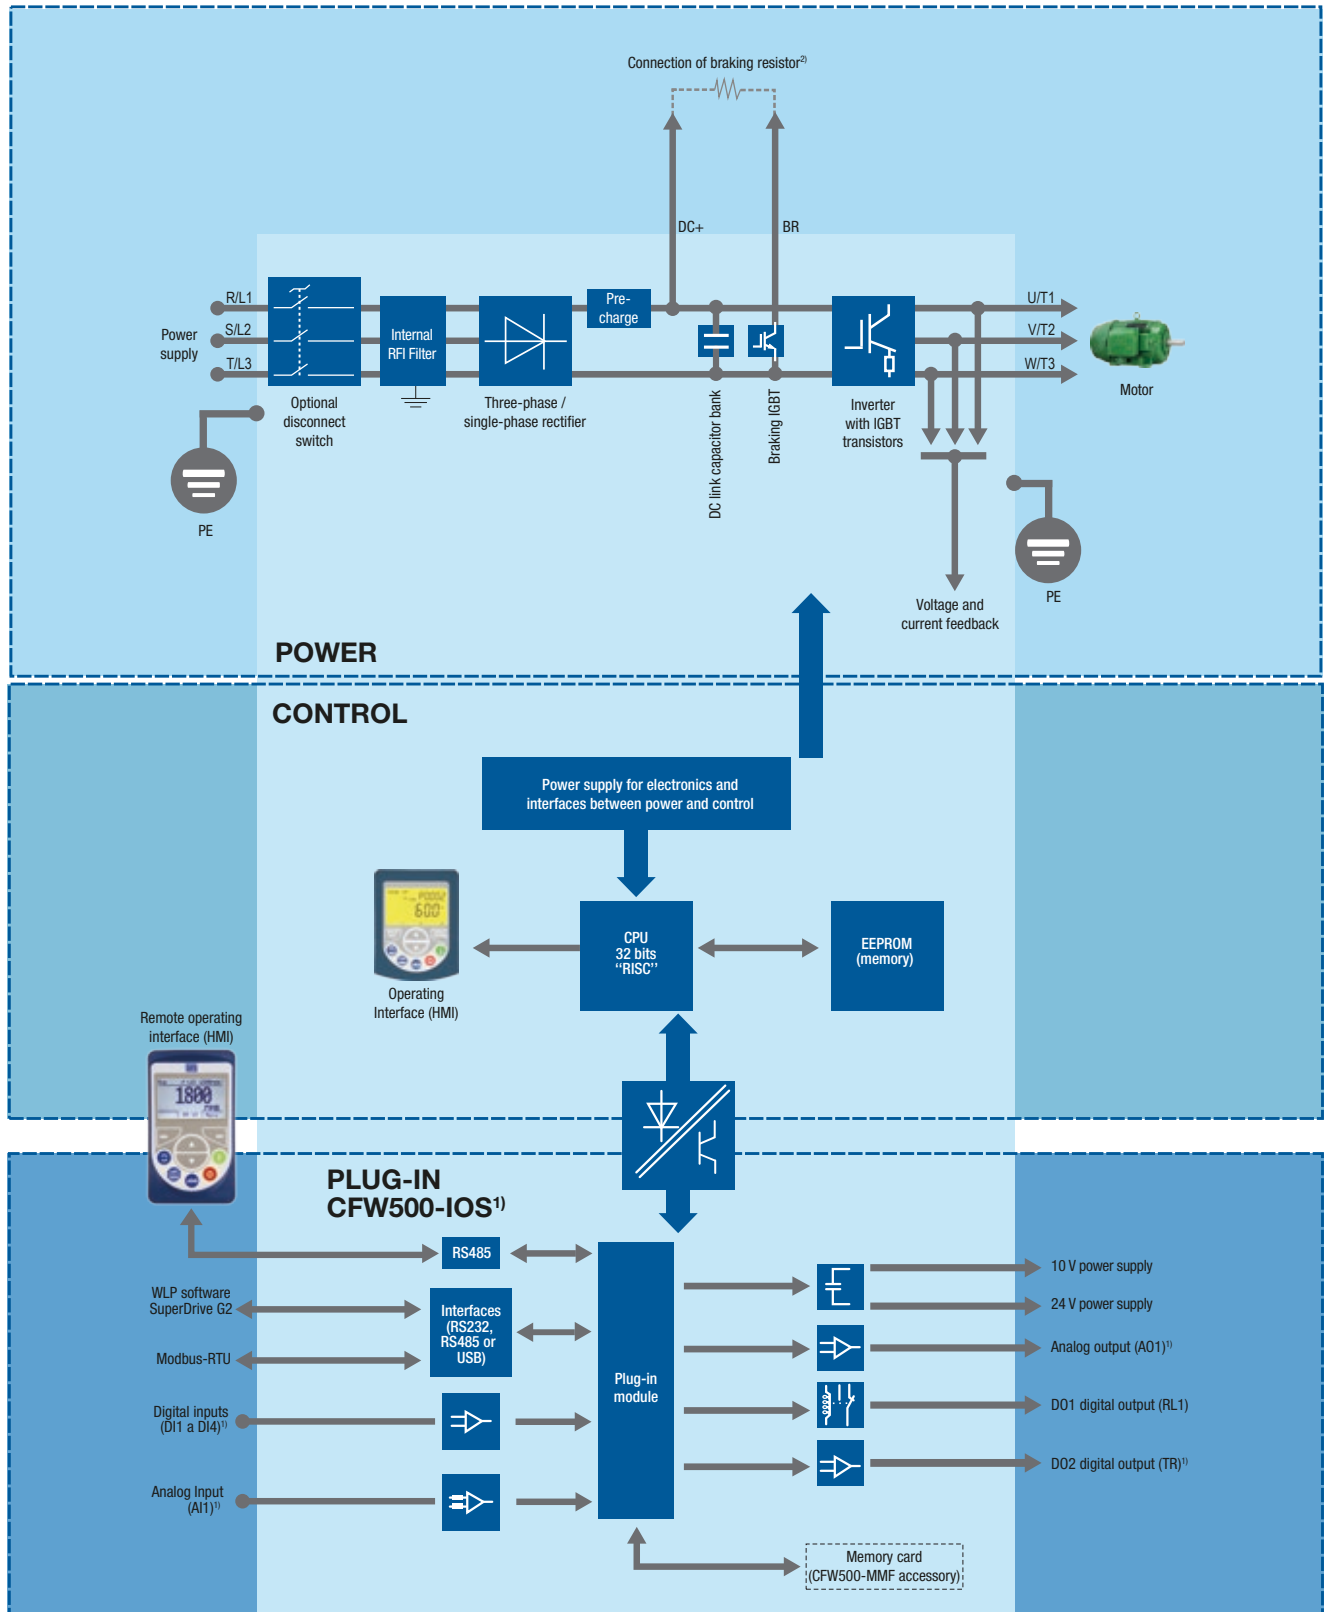 Connection of braking resistor2)
DC+
BR
R/L1
S/L2
T/L3
Power
supply
Optional
disconnect
switch
Internal
RFI Filter
Three-phase /
single-phase rectifier
Pre-
charge
DC link capacitor bank
Braking IGBT
Inverter
with IGBT
transistors
U/T1
V/T2
W/T3
Motor
PE
PE
Voltage and
current feedback
POWER
CONTROL
Power supply for electronics and
interfaces between power and control
CPU
32 bits
“RISC”
EEPROM
(memory)
Operating
Interface (HMI)
60.0
Remote operating
interface (HMI)
1800
PLUG-IN
CFW500-IOS1)
RS485
WLP software
SuperDrive G2
Modbus-RTU
Interfaces
(RS232,
RS485 or
USB)
Digital inputs
(DI1 a DI4)1)
Analog Input
(AI1)1)
Plug-in
module
10 V power supply
24 V power supply
Analog output (AO1)1)
DO1 digital output (RL1)
DO2 digital output (TR)1)
Memory card
(CFW500-MMF accessory)